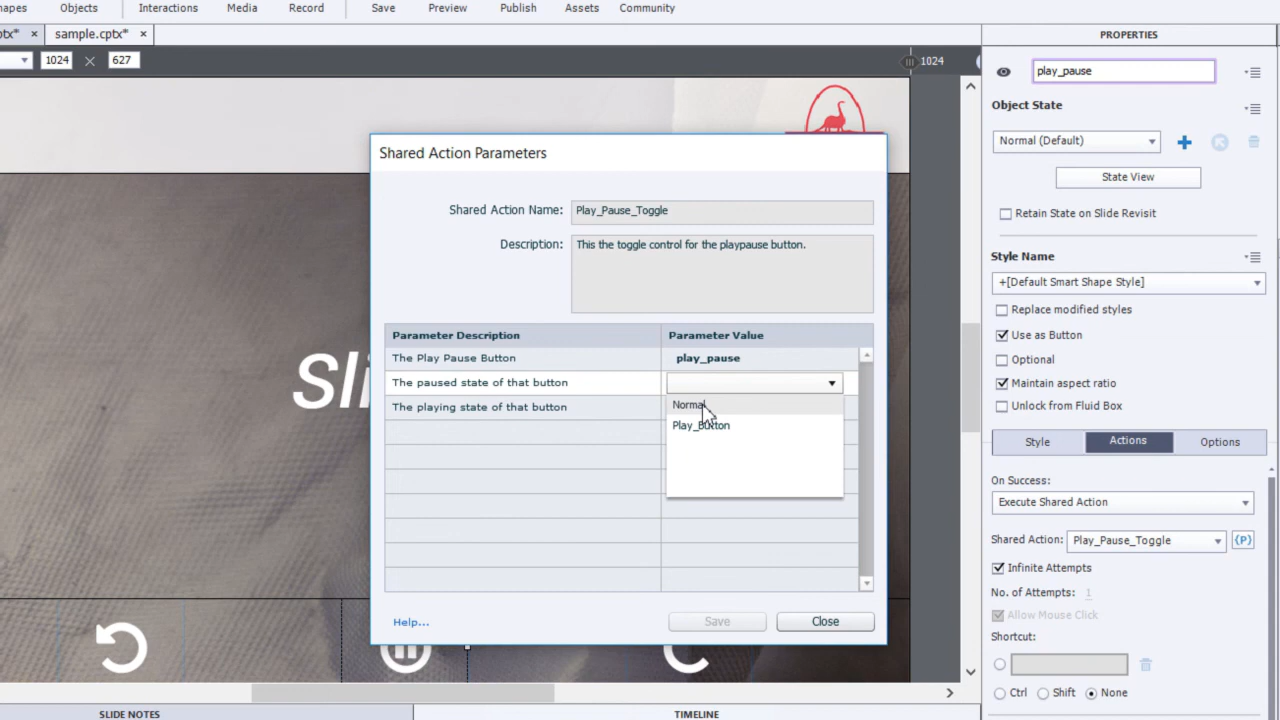 apes Objects Interactions Media Record Save Preview Publish Assets Community
ptx* × sample.cptx* ×
1024 × 627
1024
PROPERTIES
play_pause
Object State
Normal (Default)
State View
Retain State on Slide Revisit
Style Name
+[Default Smart Shape Style]
Replace modified styles
Use as Button
Optional
Maintain aspect ratio
Unlock from Fluid Box
Style Actions Options
On Success:
Execute Shared Action
Shared Action: Play_Pause_Toggle {P}
Infinite Attempts
No. of Attempts: 1
Allow Mouse Click
Shortcut:
Ctrl Shift None
Sli
Shared Action Parameters
Shared Action Name: Play_Pause_Toggle
Description: This the toggle control for the playpause button.
Parameter Description Parameter Value
The Play Pause Button play_pause
The paused state of that button
Normal
The playing state of that button
Play_Button
Help... Save Close
SLIDE NOTES TIMELINE